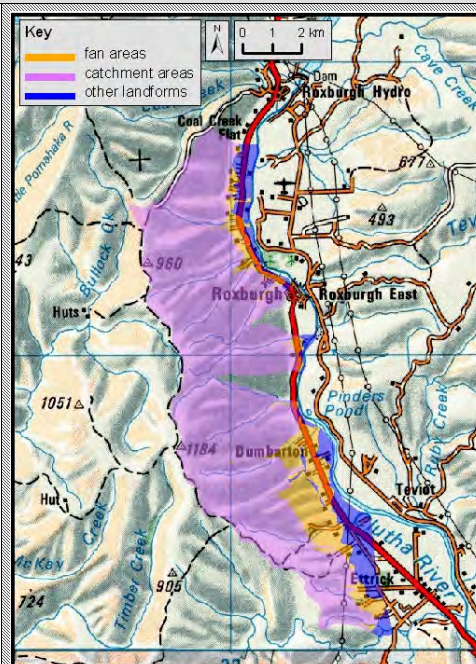 Key
fan areas
catchment areas
other landforms
N
0 1 2 km
Dam
Roxburgh Hydro
Cave Creek
Coal Creek
Flat
677
493
960
Bullock Ck
43
Roxburgh
Roxburgh East
Huts
1051
Pinders
Pond
Ruby Creek
1184
Dumbarton
Teviot
Hut
Clutha River
McKay
Creek
Timber Creek
Ettrick
905
724